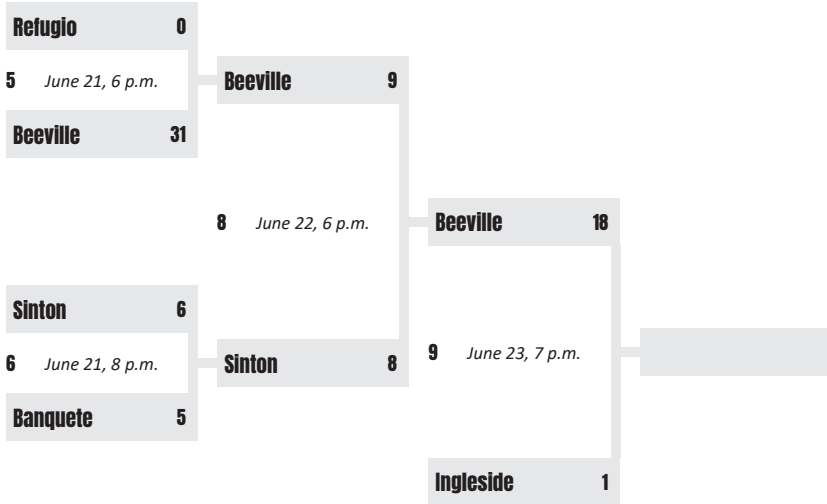 Refugio 0
5 June 21, 6 p.m.
Beeville 31
Beeville 9
8 June 22, 6 p.m.
Sinton 8
Sinton 6
6 June 21, 8 p.m.
Banquete 5
Beeville 18
9 June 23, 7 p.m.
Ingleside 1